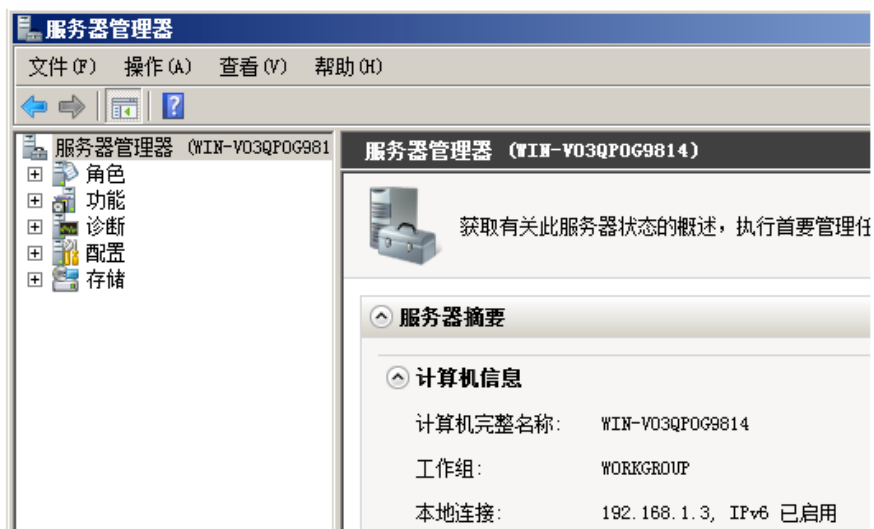 服务器管理器
文件(F) 操作(A) 查看(V) 帮助(H)
服务器管理器 (WIN-VO3QPOG981
角色
功能
诊断
配置
存储
服务器管理器 (WIN-VO3QPOG9814)
获取有关此服务器状态的概述，执行首要管理任
服务器摘要
计算机信息
计算机完整名称: WIN-VO3QPOG9814
工作组: WORKGROUP
本地连接: 192.168.1.3, IPv6 已启用